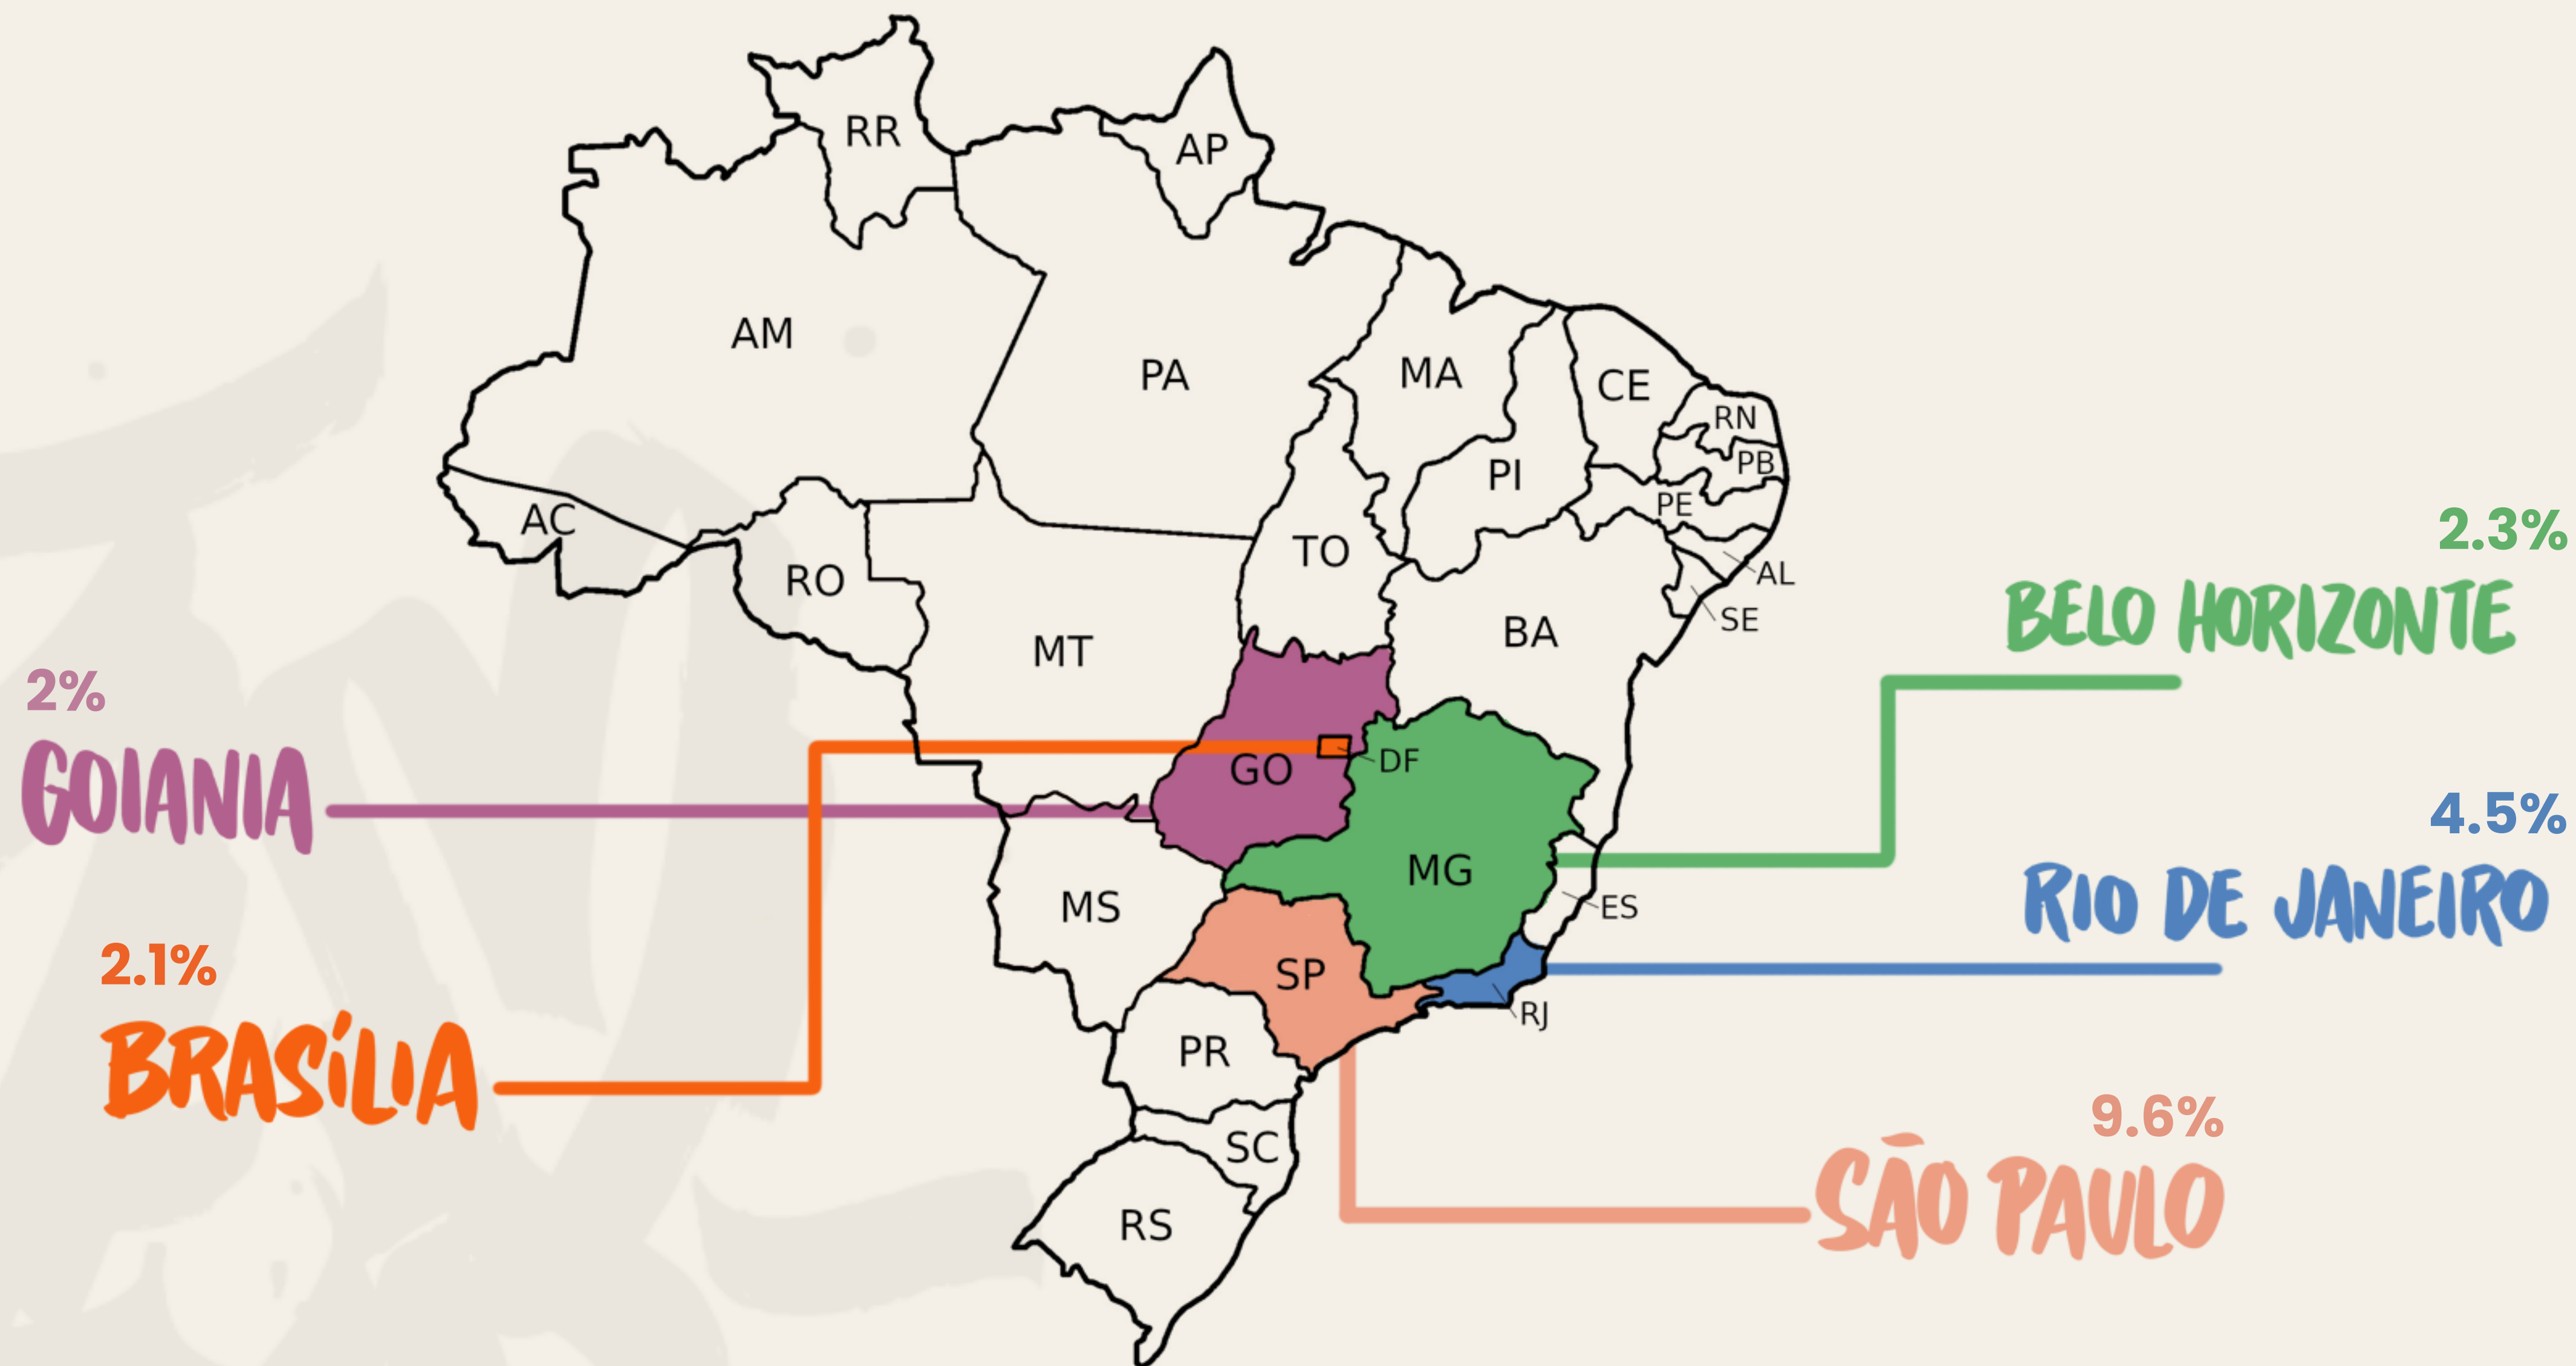 RR
AP
AM
PA
MA
CE
RN
PB
PI
PE
AC
TO
RO
AL
SE
BA
MT
2.3%
BELO HORIZONTE
2%
GOIANIA
GO
DF
4.5%
RIO DE JANEIRO
MG
MS
ES
SP
RJ
2.1%
BRASÍLIA
PR
9.6%
SÃO PAULO
SC
RS